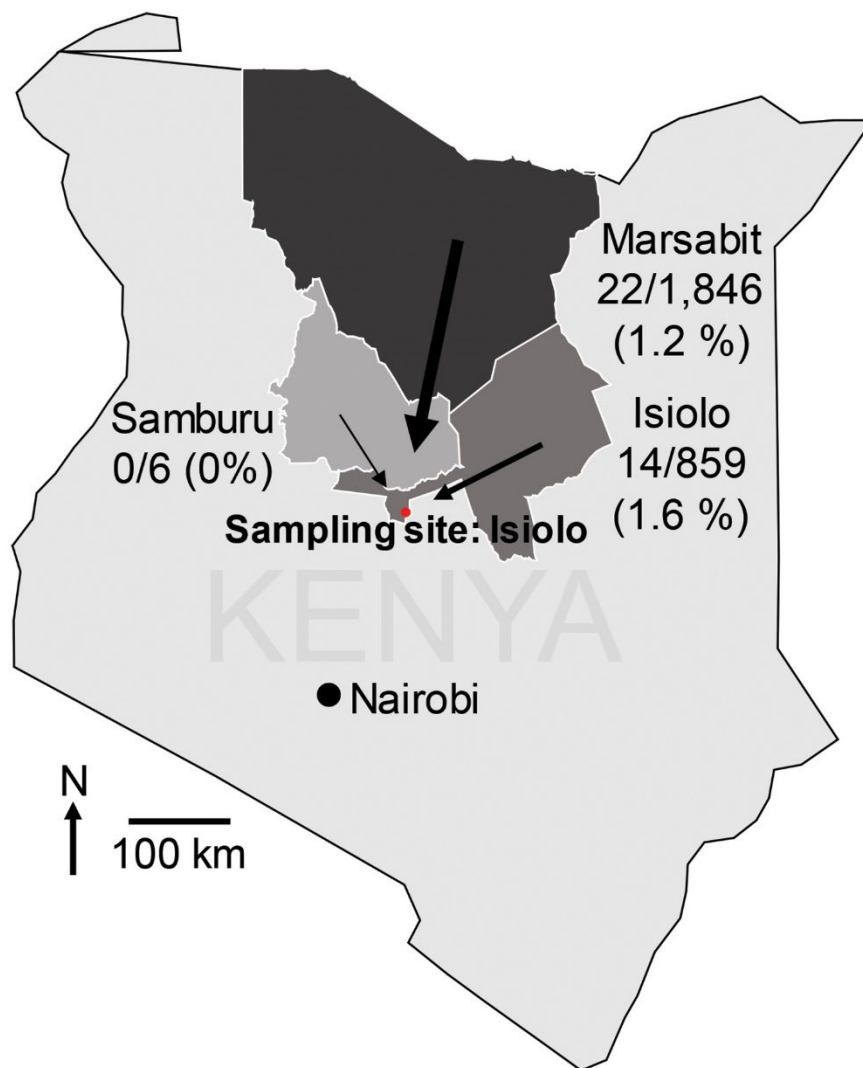 Marsabit
22/1,846
(1.2 %)
Samburu
0/6 (0%)
Isiolo
14/859
(1.6 %)
Sampling site: Isiolo
KENYA
Nairobi
N
100 km